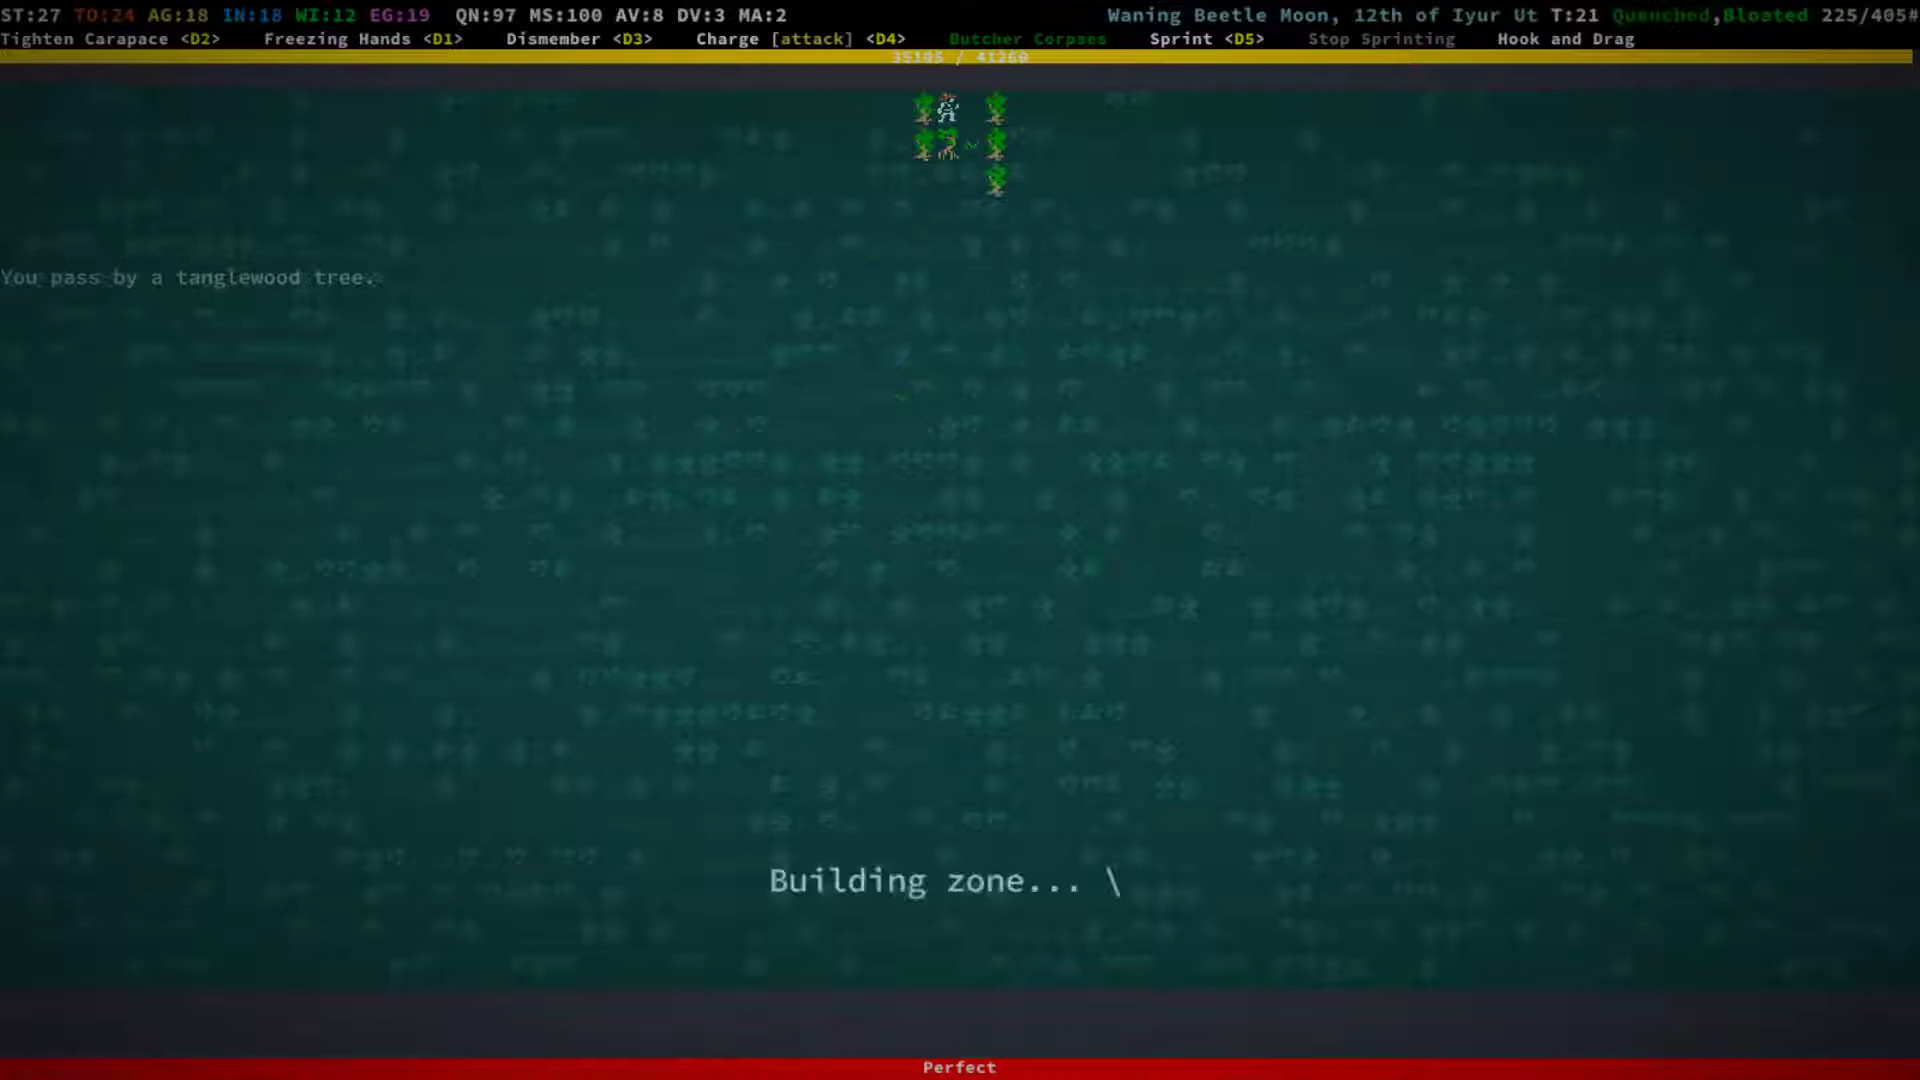 ST:27 TO:24 AG:18 IN:18 WI:12 EG:19 QN:97 MS:100 AV:8 DV:3 MA:2 Waning Beetle Moon, 12th of Iyur Ut T:21 Quenched,Bloated 225/405#
Tighten Carapace <D2> Freezing Hands <D1> Dismember <D3> Charge [attack] <D4> Butcher Corpses Sprint <D5> Stop Sprinting Hook and Drag
35105 / 41260
You pass by a tanglewood tree.
Building zone... \
Perfect